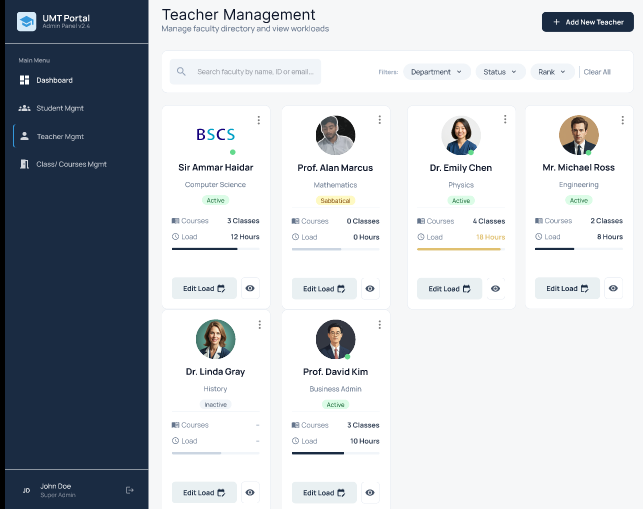 UMT Portal
Admin Panel v2.6
Main Menu
Dashboard
Student Mgmt
Teacher Mgmt
Class/ Courses Mgmt
JD
John Doe
Super Admin
Teacher Management
Manage faculty directory and view workloads
+ Add New Teacher
Search faculty by name, ID or email...
Filters:
Department
Status
Rank
Clear All
BSCS
Sir Ammar Haidar
Computer Science
Active
Courses 3 Classes
Load 12 Hours
Edit Load
Prof. Alan Marcus
Mathematics
Sabbatical
Courses 0 Classes
Load 0 Hours
Edit Load
Dr. Emily Chen
Physics
Active
Courses 4 Classes
Load 18 Hours
Edit Load
Mr. Michael Ross
Engineering
Active
Courses 2 Classes
Load 8 Hours
Edit Load
Dr. Linda Gray
History
Inactive
Courses –
Load –
Edit Load
Prof. David Kim
Business Admin
Active
Courses 3 Classes
Load 10 Hours
Edit Load